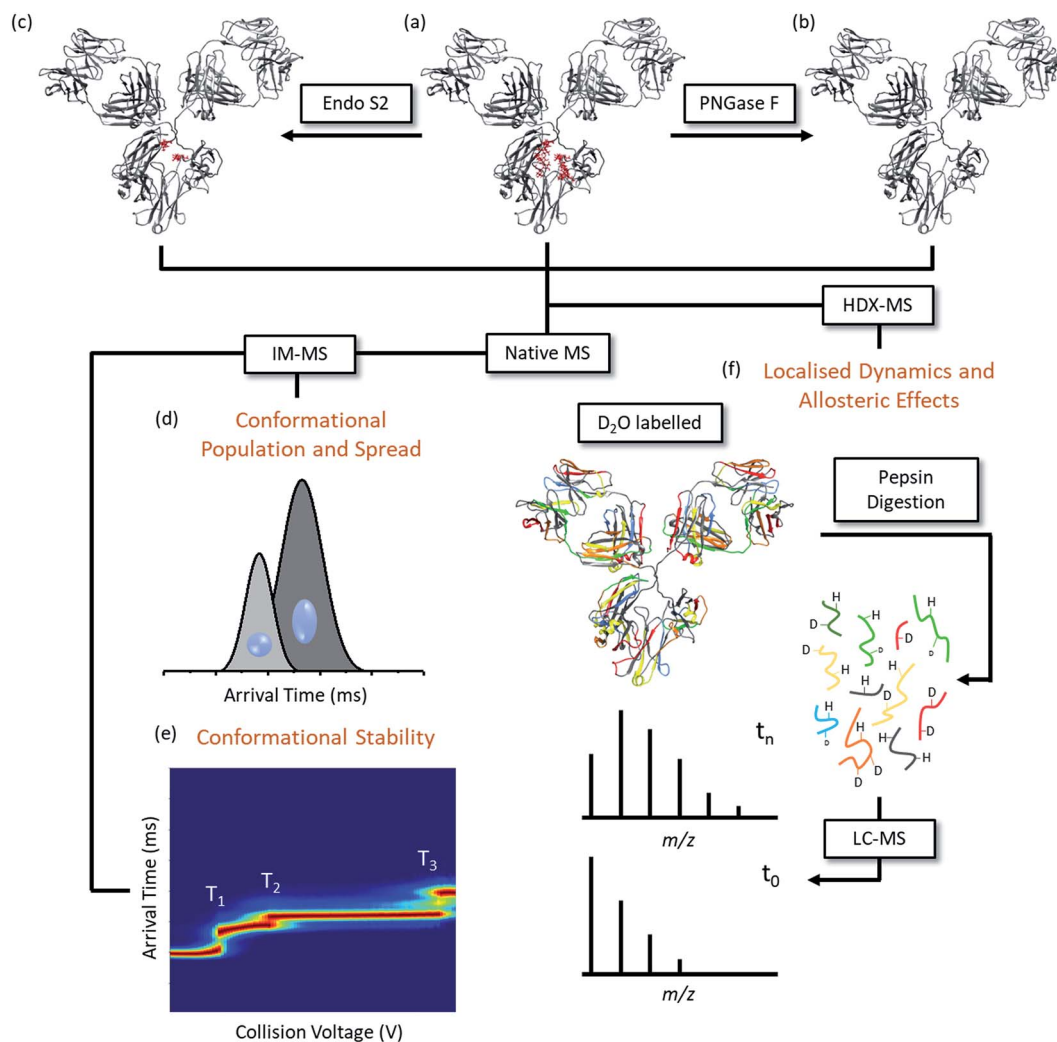 (c)
(a)
(b)
Endo S2
PNGase F
HDX-MS
IM-MS
Native MS
(f)
Localised Dynamics and
Allosteric Effects
(d)
Conformational
Population and Spread
D₂O labelled
Pepsin
Digestion
H
D
H
D
H
D
H
D
D
H
H
D
H
H
D
D
H
D
H
D
D
D
H
H
Arrival Time (ms)
(e)
Conformational Stability
tₙ
m/z
LC-MS
t₀
m/z
Arrival Time (ms)
T₁
T₂
T₃
Collision Voltage (V)